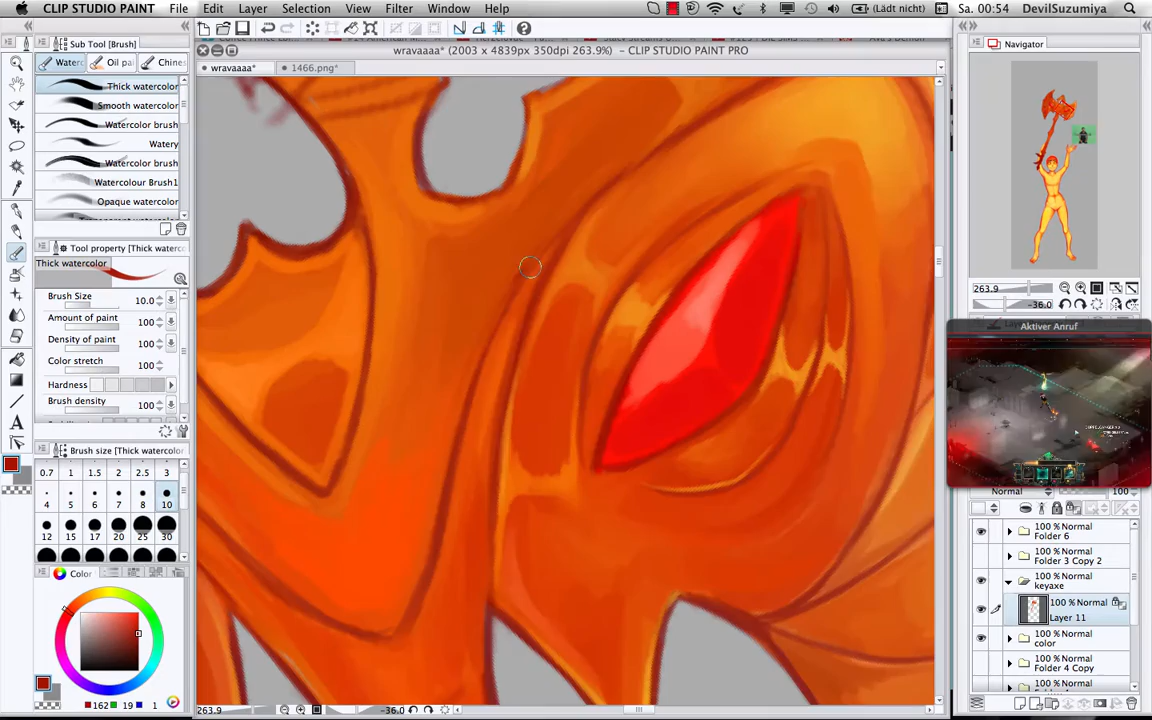 CLIP STUDIO PAINT File Edit Layer Selection View Filter Window Help (Lädt nicht) Sa. 00:54 DevilSuzumiya
wravaaaa* (2003 x 4839px 350dpi 263.9%) – CLIP STUDIO PAINT PRO
wravaaaa* 1466.png*
Sub Tool [Brush]
Waterc Oil pai Chines
Thick watercolor
Smooth watercolor
Watercolor brush
Watery
Watercolor brush
Watercolour Brush1
Opaque watercolor
Tool property [Thick waterco
Thick watercolor
Brush Size 10.0
Amount of paint 100
Density of paint 100
Color stretch 100
Hardness
Brush density 100
Brush size [Thick watercolor
0.7 1 1.5 2 2.5 3
4 5 6 7 8 10
12 15 17 20 25 30
Color
162 19 1
263.9 -36.0
Navigator
263.9 -36.0
Aktiver Anruf
Normal 100
100 % Normal
Folder 6
100 % Normal
Folder 3 Copy 2
100 % Normal
keyaxe
100 % Normal
Layer 11
100 % Normal
color
100 % Normal
Folder 4 Copy
100 % Normal